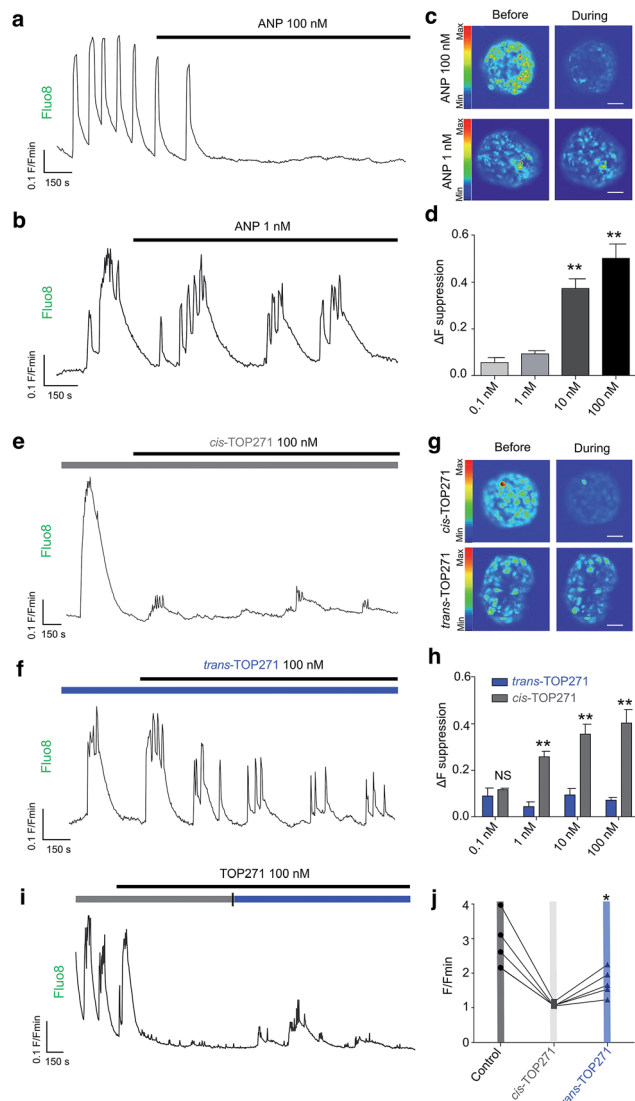 a
ANP 100 nM
Fluo8
0.1 F/Fmin
150 s
b
ANP 1 nM
Fluo8
0.1 F/Fmin
150 s
c
Before
During
ANP 100 nM
Max
Min
ANP 1 nM
Max
Min
d
**
**
0.6
0.4
0.2
0.0
ΔF suppression
0.1 nM
1 nM
10 nM
100 nM
e
cis-TOP271 100 nM
Fluo8
0.1 F/Fmin
150 s
f
trans-TOP271 100 nM
Fluo8
0.1 F/Fmin
150 s
g
Before
During
cis-TOP271
Max
Min
trans-TOP271
Max
Min
h
trans-TOP271
cis-TOP271
NS
**
**
**
0.6
0.4
0.2
0.0
ΔF suppression
0.1 nM
1 nM
10 nM
100 nM
i
TOP271 100 nM
Fluo8
0.1 F/Fmin
150 s
j
*
4
3
2
1
0
F/Fmin
Control
cis-TOP271